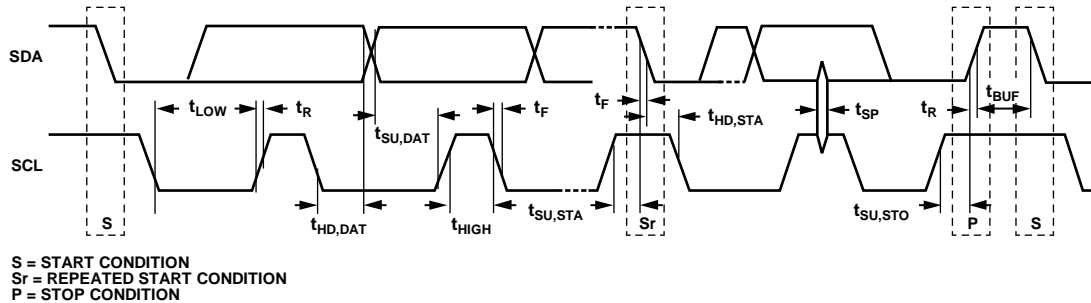 SDA
tLOW
tR
tSU,DAT
tF
tF
tHD,STA
tSP
tR
tBUF
SCL
S
tHD,DAT
tHIGH
tSU,STA
Sr
tSU,STO
P
S
S = START CONDITION
Sr = REPEATED START CONDITION
P = STOP CONDITION